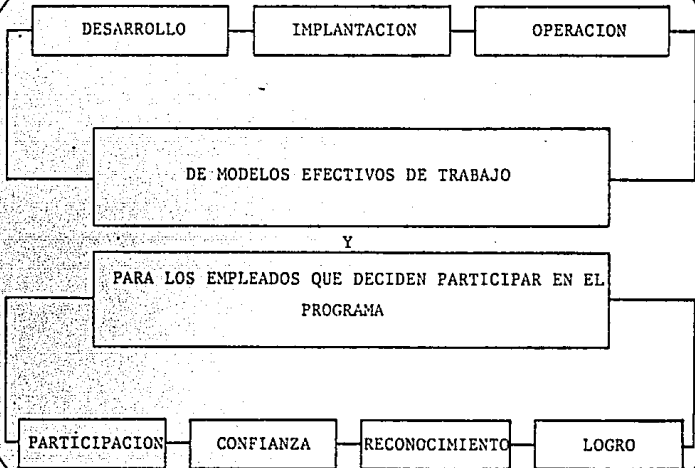 DESARROLLO IMPLANTACION OPERACION
DE MODELOS EFECTIVOS DE TRABAJO
Y
PARA LOS EMPLEADOS QUE DECIDEN PARTICIPAR EN EL
PROGRAMA
PARTICIPACION CONFIANZA RECONOCIMIENTO LOGRO